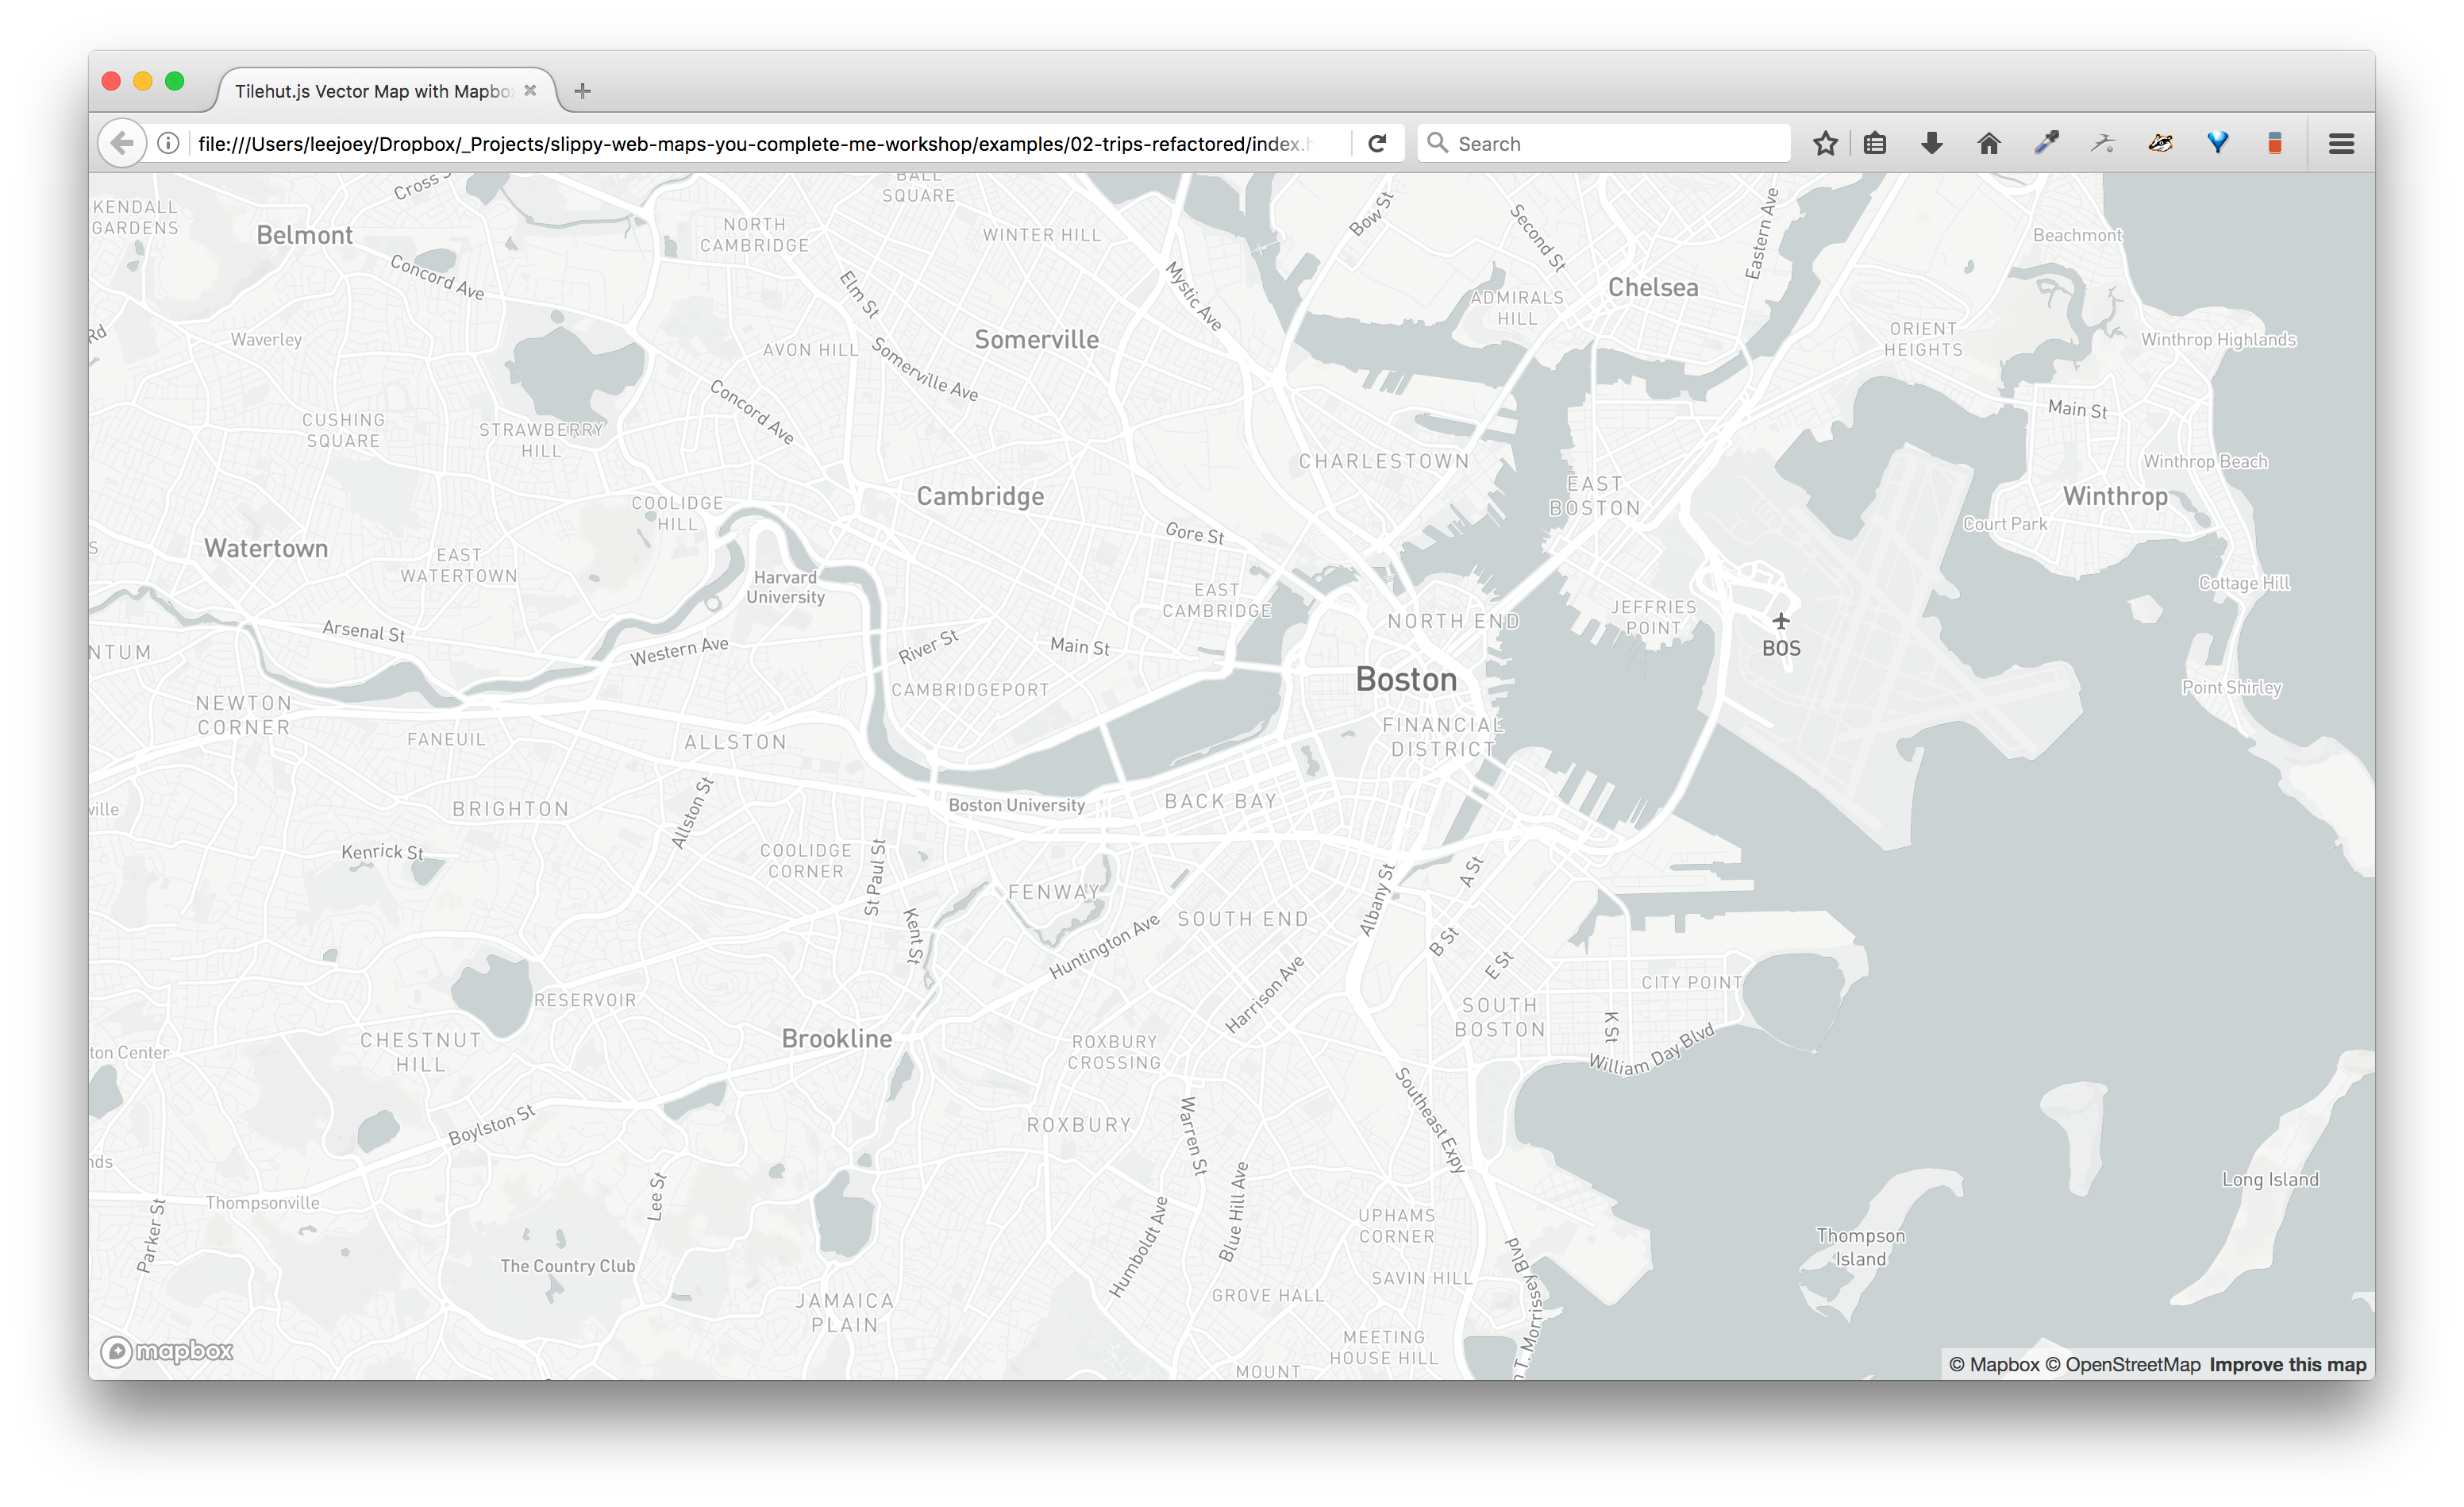 Tilehut.js Vector Map with Mapbo
file:///Users/leejoey/Dropbox/_Projects/slippy-web-maps-you-complete-me-workshop/examples/02-trips-refactored/index.h
Search
KENDALL
GARDENS
Belmont
Cross S
BALL
SQUARE
NORTH
CAMBRIDGE
WINTER HILL
Bow St
Second St
Eastern Ave
Beachmont
Concord Ave
Elm St
Mystic Ave
ADMIRALS
HILL
Chelsea
Rd
Waverley
AVON HILL
Somerville
Somerville Ave
ORIENT
HEIGHTS
Winthrop Highlands
CUSHING
SQUARE
STRAWBERRY
HILL
Concord Ave
Main St
CHARLESTOWN
EAST
BOSTON
Winthrop Beach
Winthrop
COOLIDGE
HILL
Cambridge
Gore St
Court Park
S
Watertown
EAST
WATERTOWN
Harvard
University
EAST
CAMBRIDGE
Cottage Hill
NORTH END
JEFFRIES
POINT
BOS
Arsenal St
Western Ave
River St
Main St
NTUM
Boston
CAMBRIDGEPORT
Point Shirley
NEWTON
CORNER
FANEUIL
ALLSTON
FINANCIAL
DISTRICT
ville
BRIGHTON
Allston St
Boston University
BACK BAY
Kenrick St
COOLIDGE
CORNER
St Paul St
FENWAY
SOUTH END
Albany St
A St
Kent St
Huntington Ave
B St
E St
Harrison Ave
CITY POINT
RESERVOIR
SOUTH
BOSTON
K St
William Day Blvd
ton Center
CHESTNUT
HILL
Brookline
ROXBURY
CROSSING
Southeast Expy
Boylston St
ROXBURY
Warren St
nds
Thompsonville
Lee St
Parker St
Humboldt Ave
Blue Hill Ave
UPHAMS
CORNER
Long Island
Thompson
Island
The Country Club
SAVIN HILL
GROVE HALL
JAMAICA
PLAIN
T. Morrissey Blvd
MEETING
HOUSE HILL
MOUNT
mapbox
© Mapbox © OpenStreetMap Improve this map